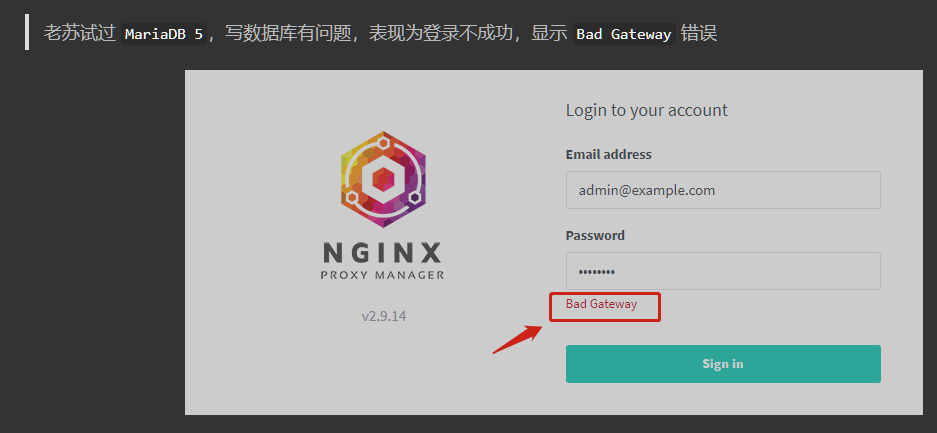 老苏试过 MariaDB 5，写数据库有问题，表现为登录不成功，显示 Bad Gateway 错误
Login to your account
Email address
admin@example.com
Password
••••••••
Bad Gateway
Sign in
NGINX
PROXY MANAGER
v2.9.14